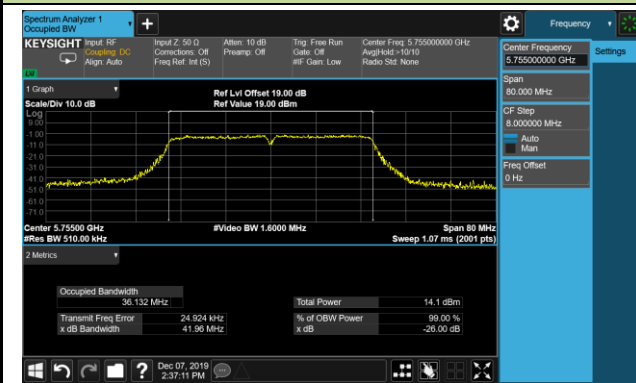 Spectrum Analyzer 1
Occupied BW
Frequency
KEYSIGHT Input: RF Input Z: 50 Ω Atten: 10 dB Trig: Free Run Center Freq: 5.755000000 GHz
Coupling: DC Corrections: Off Preamp: Off Gate: Off Avg|Hold:>10/10
Align: Auto Freq Ref: Int (S) #IF Gain: Low Radio Std: None
Center Frequency
5.755000000 GHz
Settings
Span
80.000 MHz
CF Step
8.000000 MHz
Auto
Man
Freq Offset
0 Hz
1 Graph
Ref Lvl Offset 19.00 dB
Scale/Div 10.0 dB Ref Value 19.00 dBm
Log
9.00
-1.00
-11.0
-21.0
-31.0
-41.0
-51.0
-61.0
-71.0
Center 5.75500 GHz #Video BW 1.6000 MHz Span 80 MHz
#Res BW 510.00 kHz Sweep 1.07 ms (2001 pts)
2 Metrics
Occupied Bandwidth
36.132 MHz Total Power 14.1 dBm
Transmit Freq Error 24.924 kHz % of OBW Power 99.00 %
x dB Bandwidth 41.96 MHz x dB -26.00 dB
Dec 07, 2019
2:37:11 PM